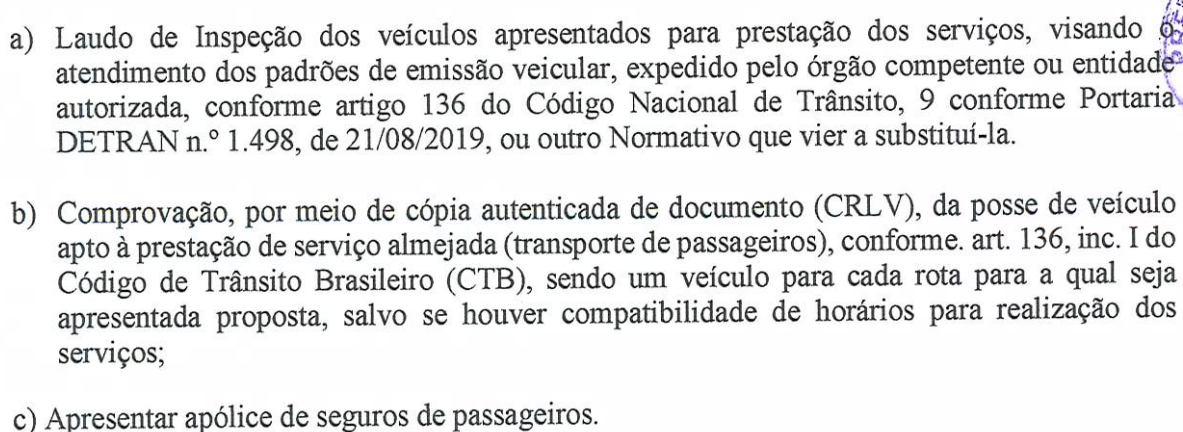 a) Laudo de Inspeção dos veículos apresentados para prestação dos serviços, visando o
atendimento dos padrões de emissão veicular, expedido pelo órgão competente ou entidade
autorizada, conforme artigo 136 do Código Nacional de Trânsito, 9 conforme Portaria
DETRAN n.º 1.498, de 21/08/2019, ou outro Normativo que vier a substituí-la.
b) Comprovação, por meio de cópia autenticada de documento (CRLV), da posse de veículo
apto à prestação de serviço almejada (transporte de passageiros), conforme. art. 136, inc. I do
Código de Trânsito Brasileiro (CTB), sendo um veículo para cada rota para a qual seja
apresentada proposta, salvo se houver compatibilidade de horários para realização dos
serviços;
c) Apresentar apólice de seguros de passageiros.